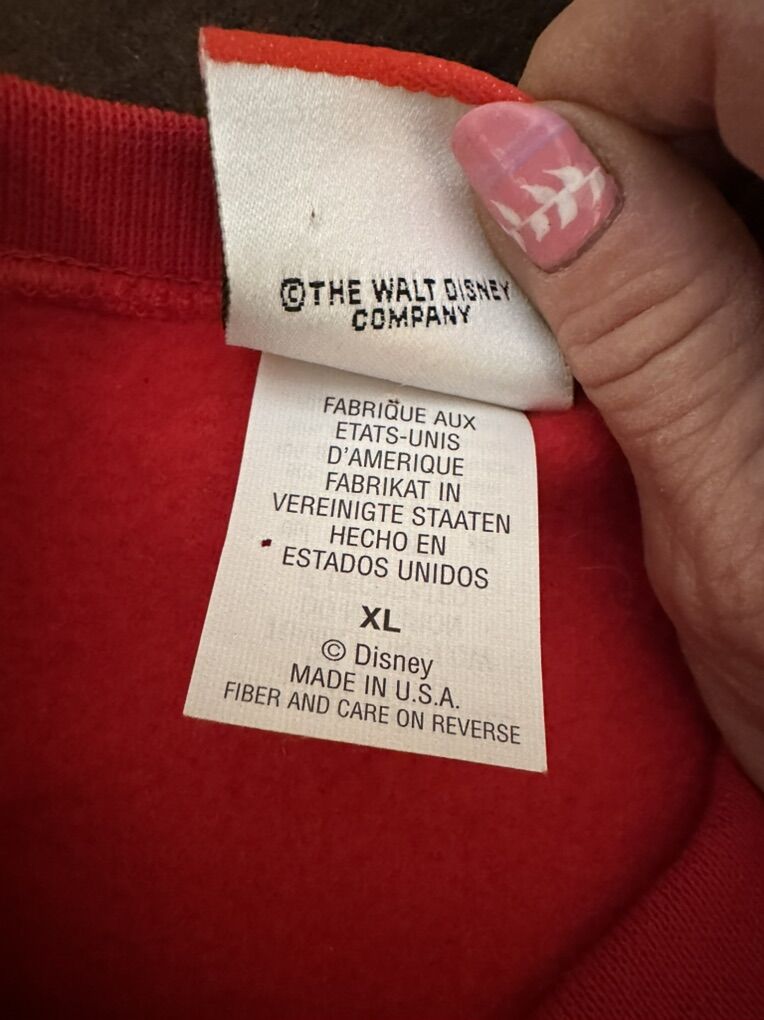 ©THE WALT DISNEY
COMPANY
FABRIQUE AUX
ETATS-UNIS
D'AMERIQUE
FABRIKAT IN
VEREINIGTE STAATEN
HECHO EN
ESTADOS UNIDOS
XL
© Disney
MADE IN U.S.A.
FIBER AND CARE ON REVERSE